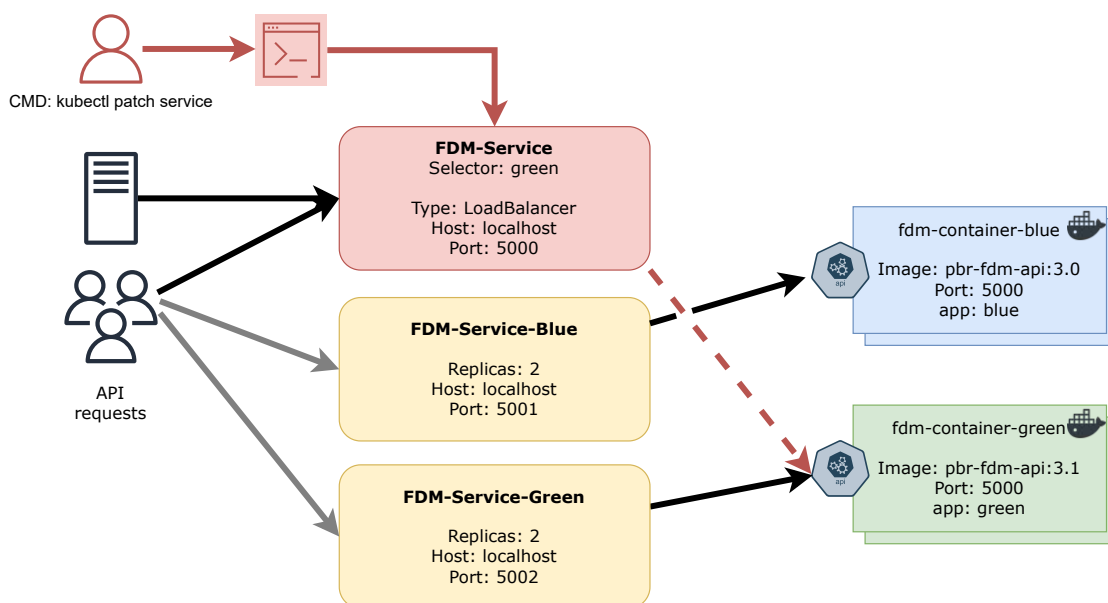 CMD: kubectl patch service
FDM-Service
Selector: green
Type: LoadBalancer
Host: localhost
Port: 5000
API
requests
FDM-Service-Blue
Replicas: 2
Host: localhost
Port: 5001
FDM-Service-Green
Replicas: 2
Host: localhost
Port: 5002
fdm-container-blue
api
Image: pbr-fdm-api:3.0
Port: 5000
app: blue
fdm-container-green
api
Image: pbr-fdm-api:3.1
Port: 5000
app: green